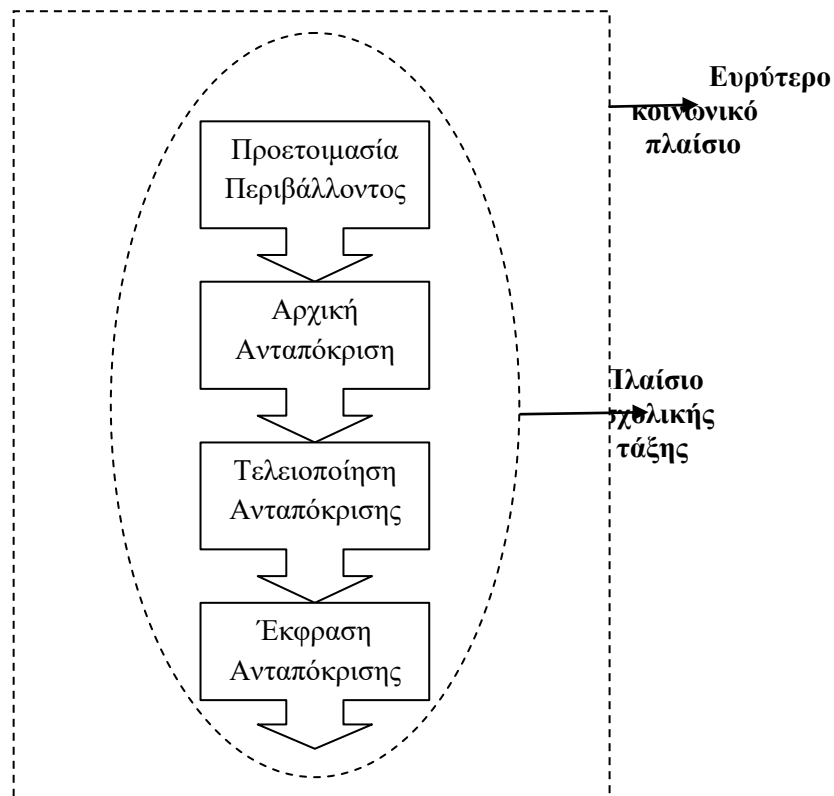 Ευρύτερο
κοινωνικό
πλαίσιο
Προετοιμασία
Περιβάλλοντος
Αρχική
Ανταπόκριση
Πλαίσιο
σχολικής
τάξης
Τελειοποίηση
Ανταπόκρισης
Έκφραση
Ανταπόκρισης